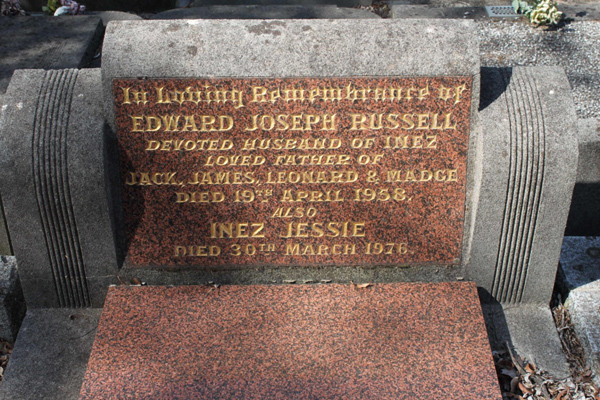 In Loving Remembrance of
EDWARD JOSEPH RUSSELL
DEVOTED HUSBAND OF INEZ
LOVED FATHER OF
JACK, JAMES, LEONARD & MADGE
DIED 19TH APRIL 1958.
ALSO
INEZ JESSIE
DIED 30TH MARCH 1976.